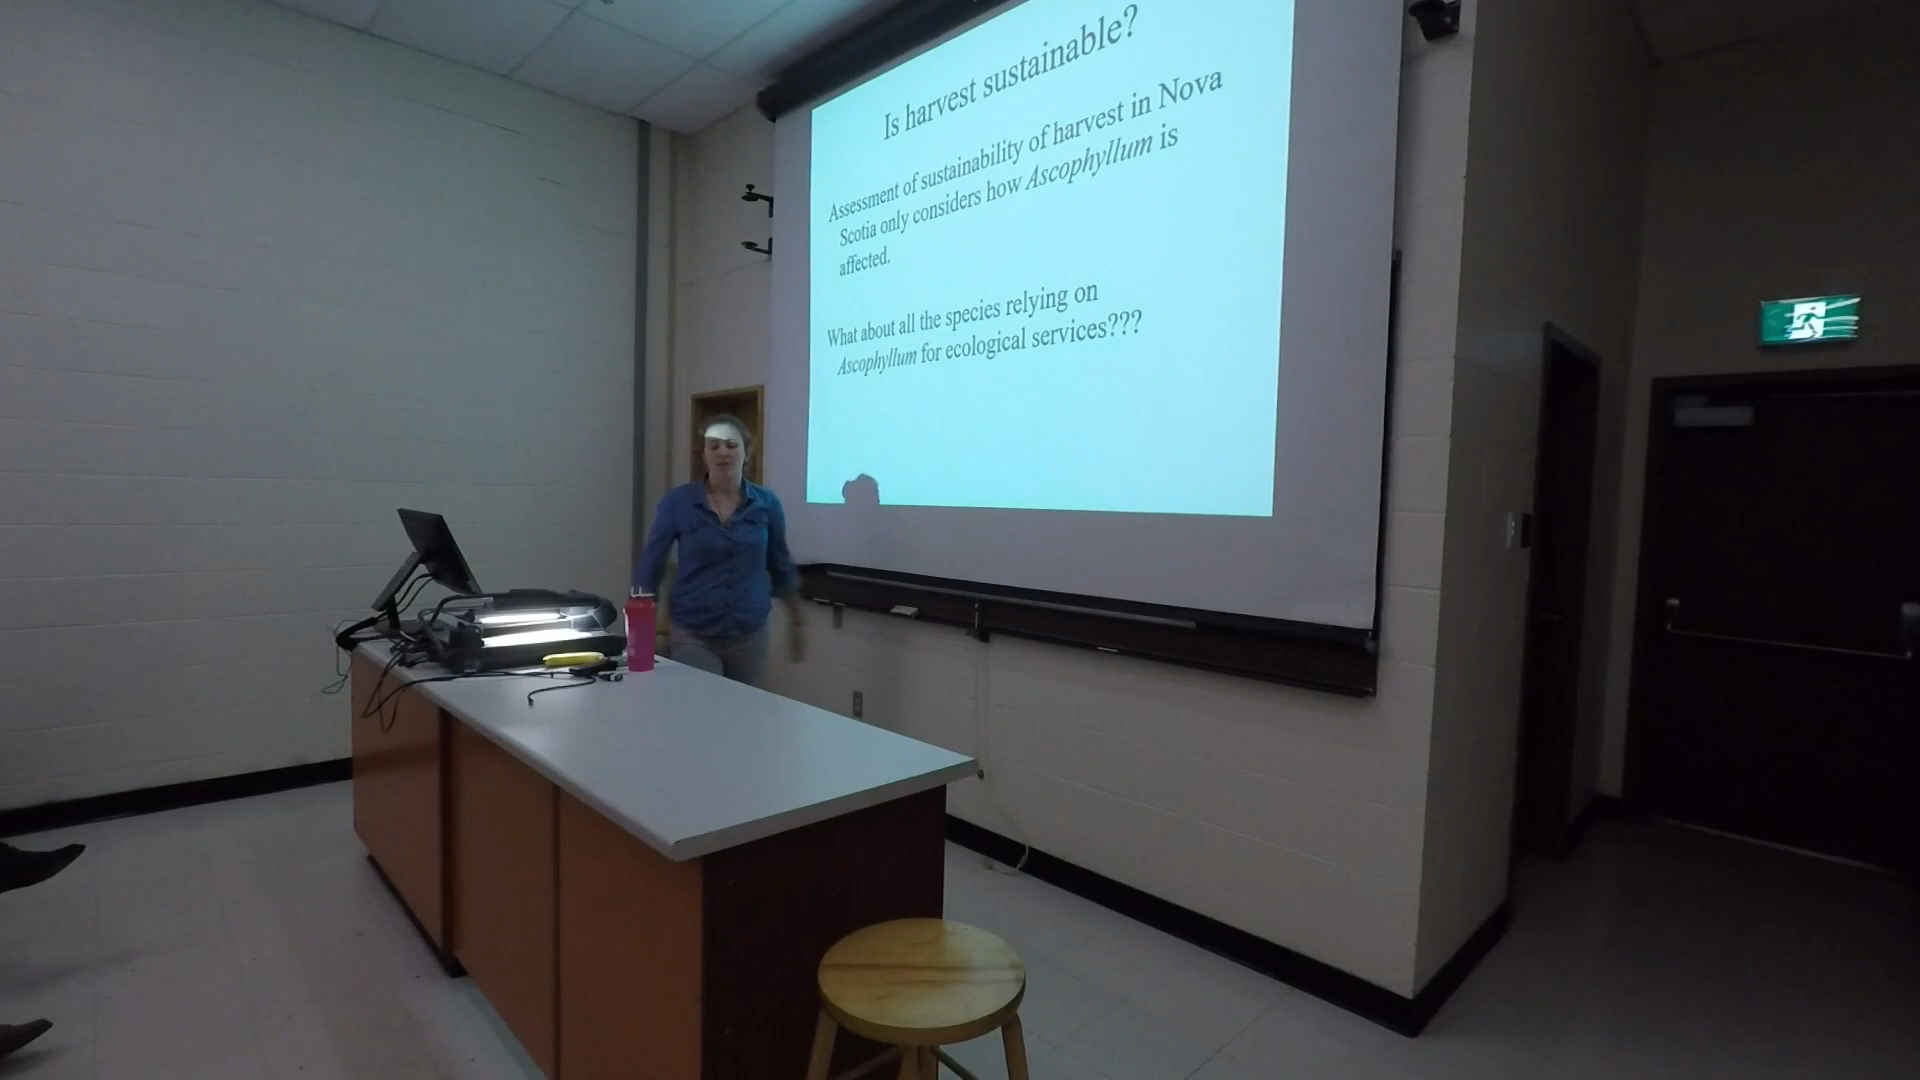 Is harvest sustainable?
Assessment of sustainability of harvest in Nova
Scotia only considers how Ascophyllum is
affected.
What about all the species relying on
Ascophyllum for ecological services???